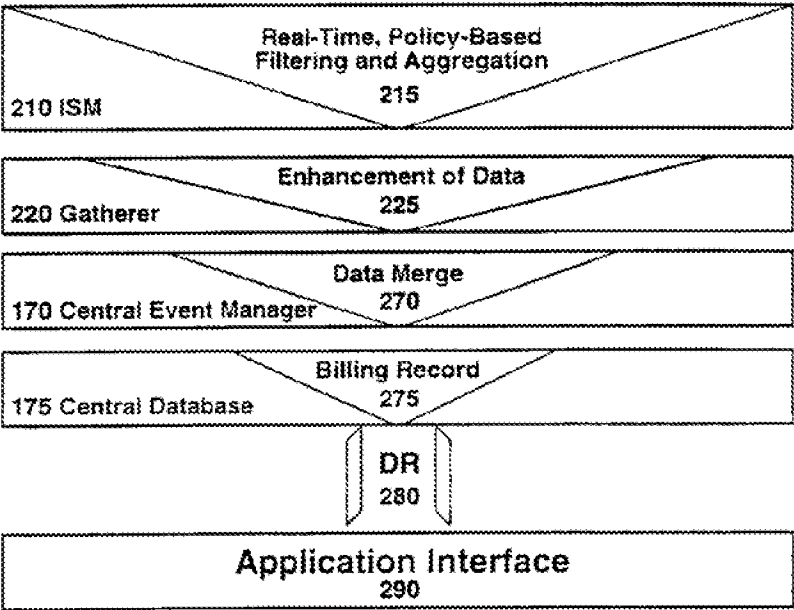 Real-Time, Policy-Based
Filtering and Aggregation
215
210 ISM
Enhancement of Data
225
220 Gatherer
Data Merge
270
170 Central Event Manager
Billing Record
275
175 Central Database
DR
280
Application Interface
290